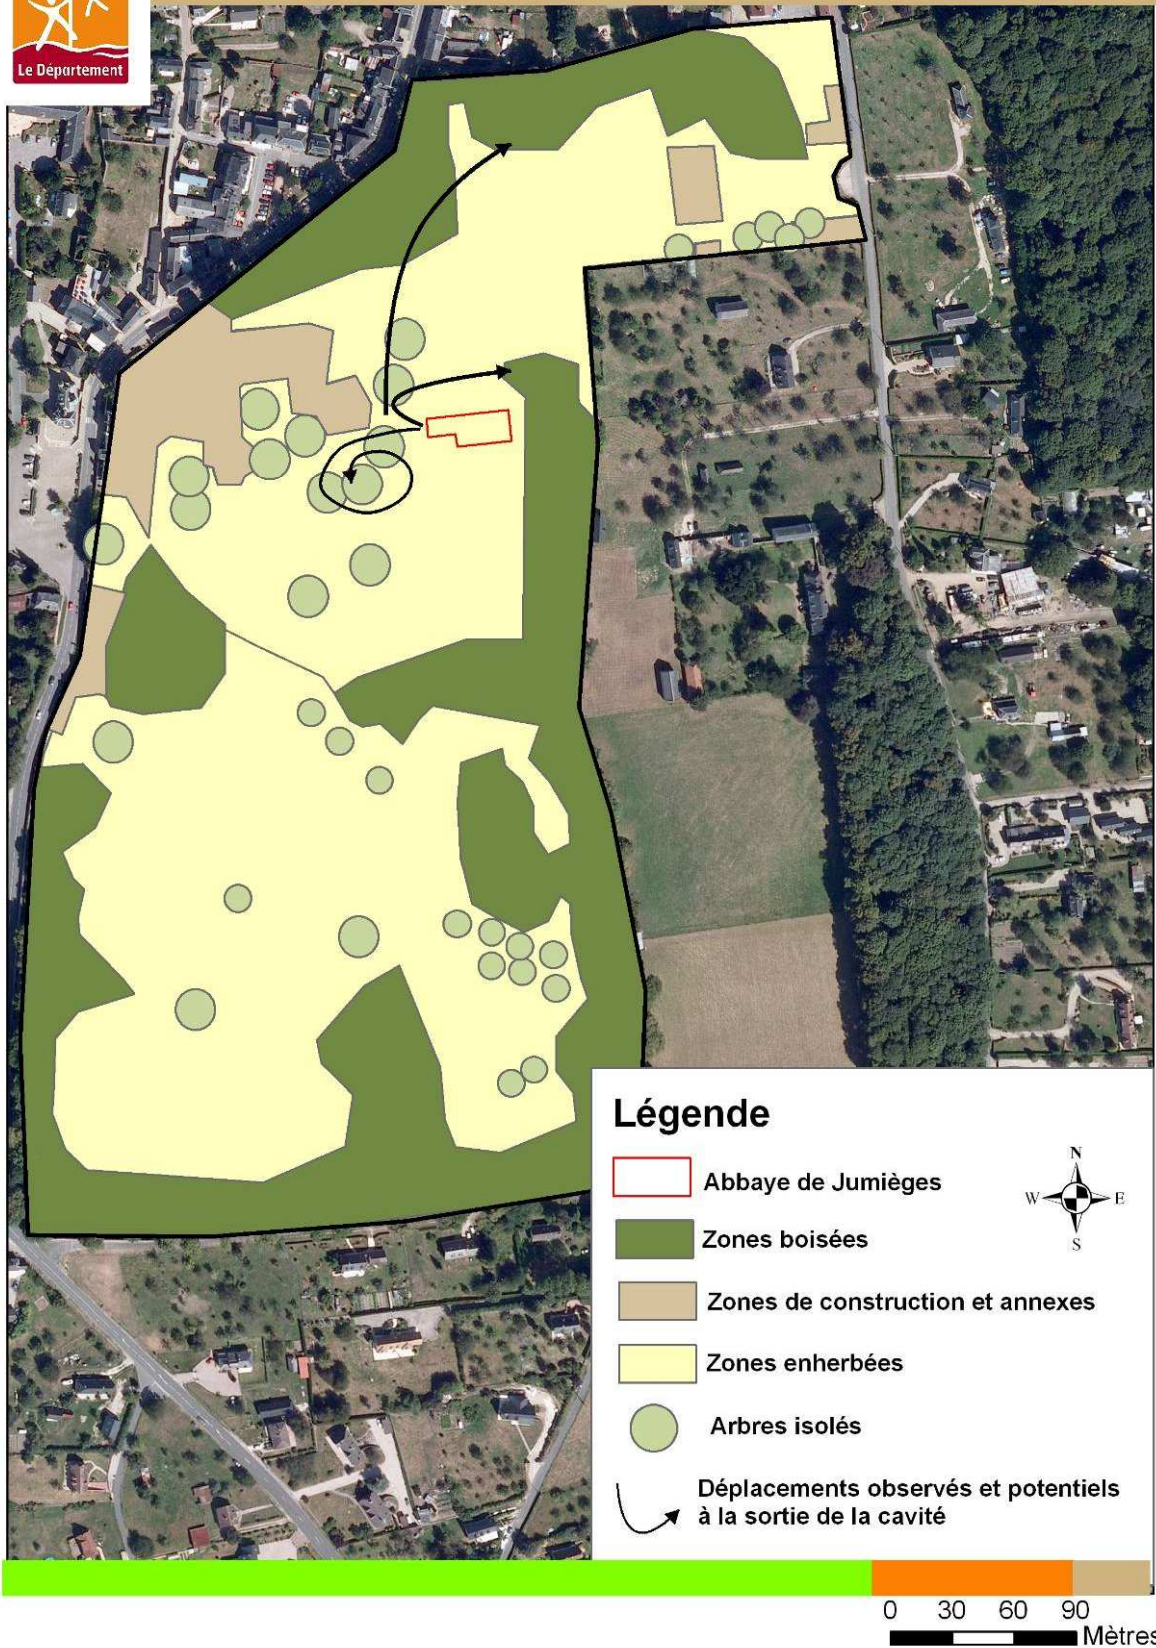 Le Département
Légende
Abbaye de Jumièges
Zones boisées
Zones de construction et annexes
Zones enherbées
Arbres isolés
Déplacements observés et potentiels
à la sortie de la cavité
N
W E
S
0 30 60 90
Mètres